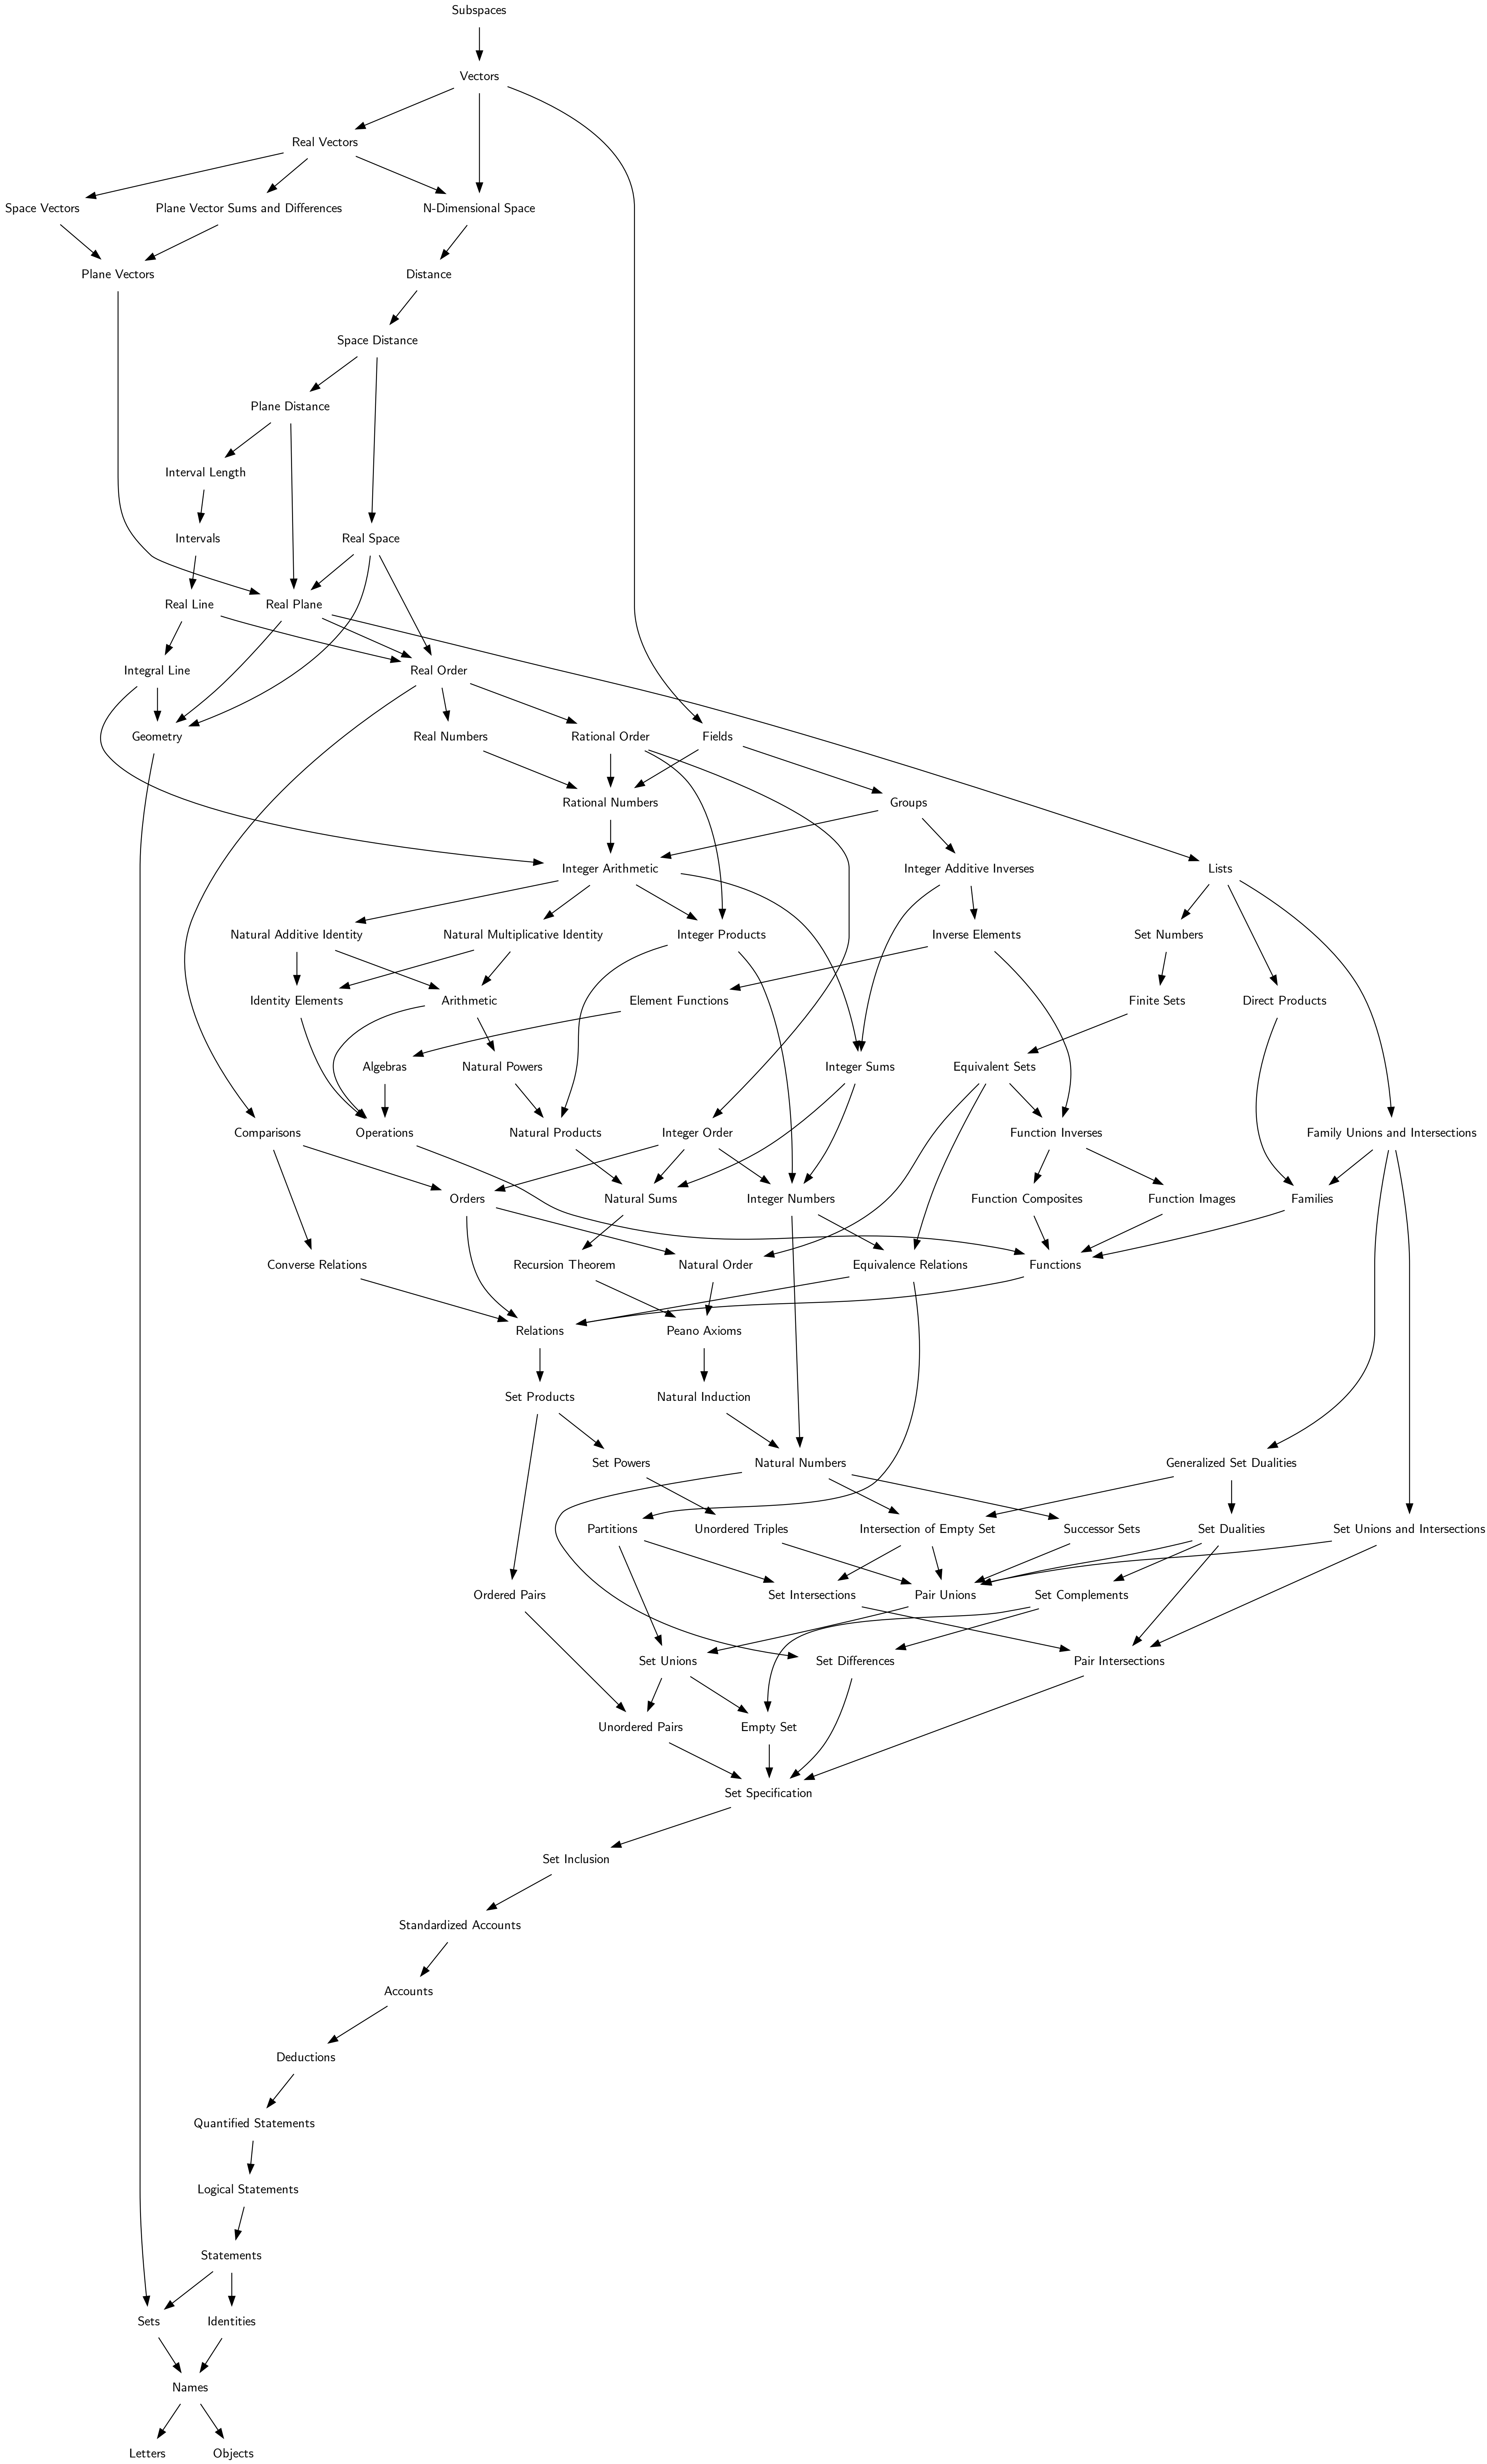 Subspaces
Vectors
Real Vectors
Space Vectors
Plane Vector Sums and Differences
N-Dimensional Space
Plane Vectors
Distance
Space Distance
Plane Distance
Interval Length
Intervals
Real Space
Real Line
Real Plane
Integral Line
Real Order
Geometry
Real Numbers
Rational Order
Fields
Rational Numbers
Groups
Integer Arithmetic
Integer Additive Inverses
Lists
Natural Additive Identity
Natural Multiplicative Identity
Integer Products
Inverse Elements
Set Numbers
Identity Elements
Arithmetic
Element Functions
Finite Sets
Direct Products
Algebras
Natural Powers
Integer Sums
Equivalent Sets
Comparisons
Operations
Natural Products
Integer Order
Function Inverses
Family Unions and Intersections
Orders
Natural Sums
Integer Numbers
Function Composites
Function Images
Families
Converse Relations
Recursion Theorem
Natural Order
Equivalence Relations
Functions
Relations
Peano Axioms
Set Products
Natural Induction
Set Powers
Natural Numbers
Generalized Set Dualities
Partitions
Unordered Triples
Intersection of Empty Set
Successor Sets
Set Dualities
Set Unions and Intersections
Ordered Pairs
Set Intersections
Pair Unions
Set Complements
Set Unions
Set Differences
Pair Intersections
Unordered Pairs
Empty Set
Set Specification
Set Inclusion
Standardized Accounts
Accounts
Deductions
Quantified Statements
Logical Statements
Statements
Sets
Identities
Names
Letters
Objects